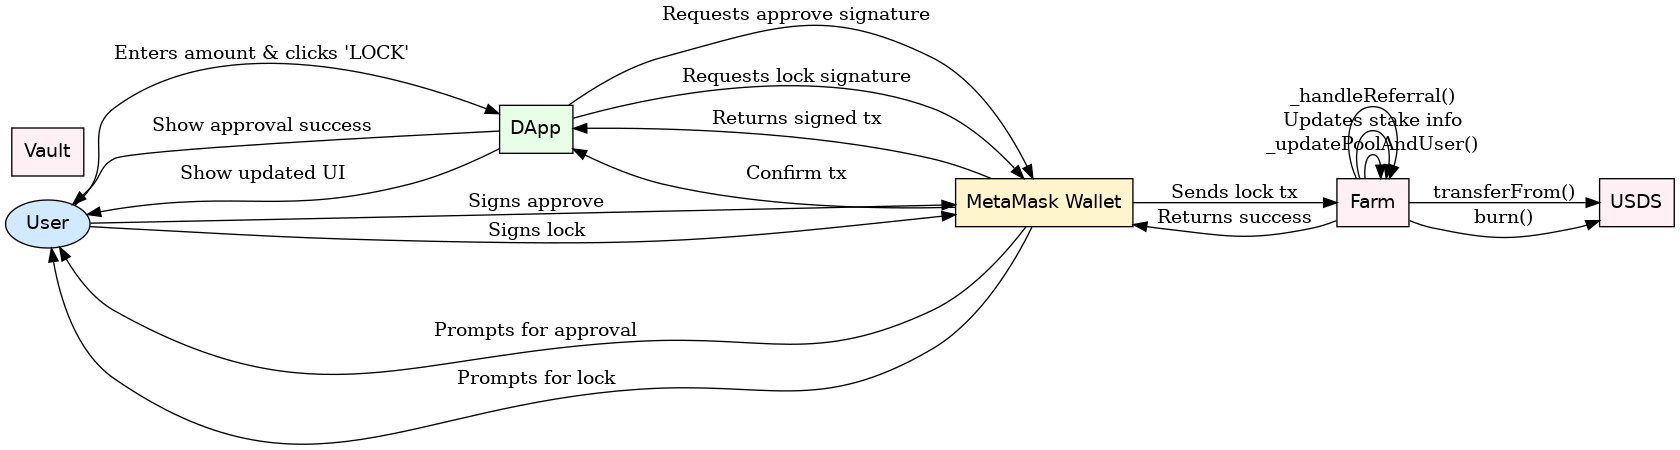 Requests approve signature
Enters amount & clicks 'LOCK'
Requests lock signature
_handleReferral()
Returns signed tx
Updates stake info
Show approval success
DApp
_updatePoolAndUser()
Vault
Show updated UI
Confirm tx
Signs approve
MetaMask Wallet
Sends lock tx
Farm
transferFrom()
USDS
User
Signs lock
Returns success
burn()
Prompts for approval
Prompts for lock